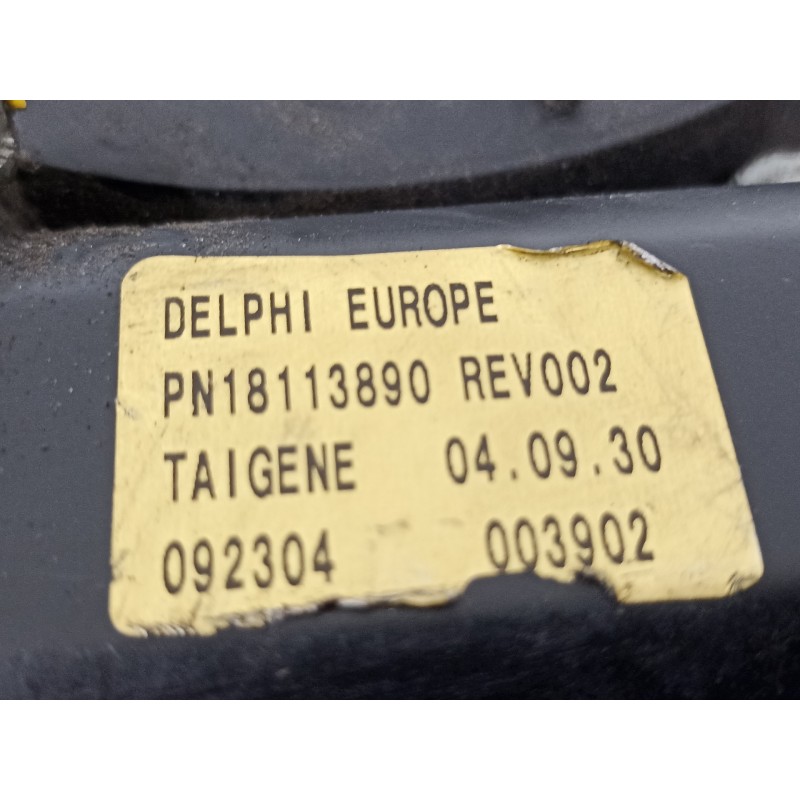 DELPHI EUROPE
PN18113890 REV002
TAIGENE 04.09.30
092304 003902